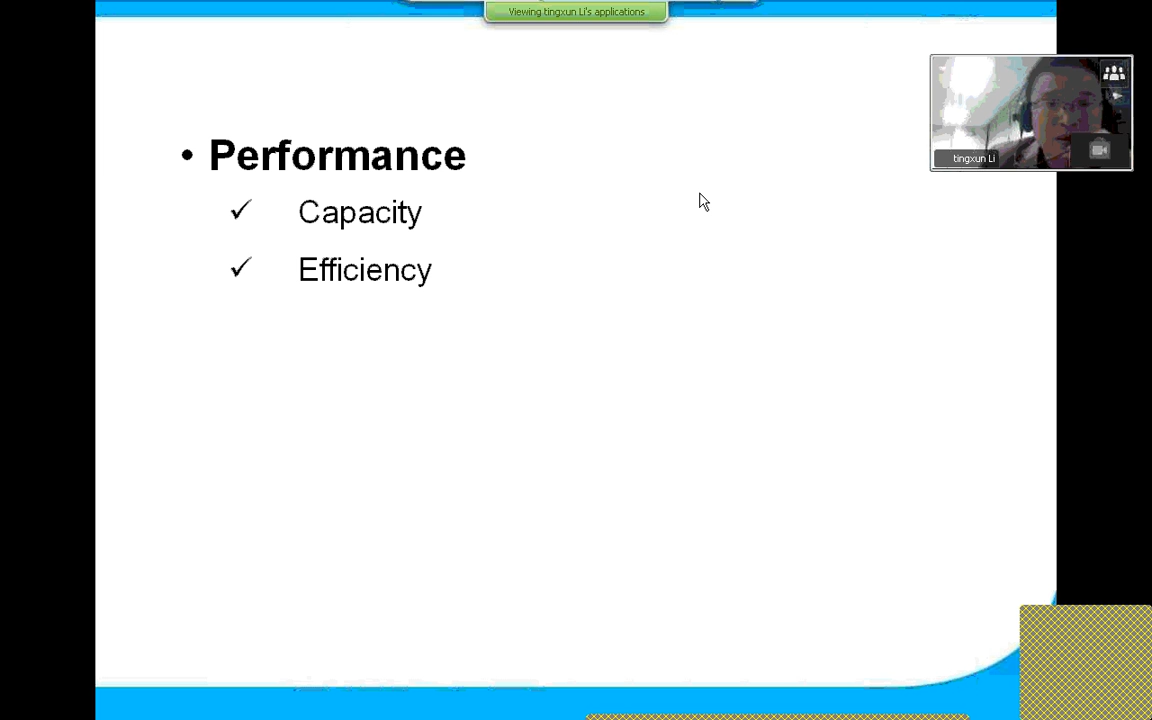 Viewing tingxun Li's applications
tingxun Li
• Performance
✓ Capacity
✓ Efficiency